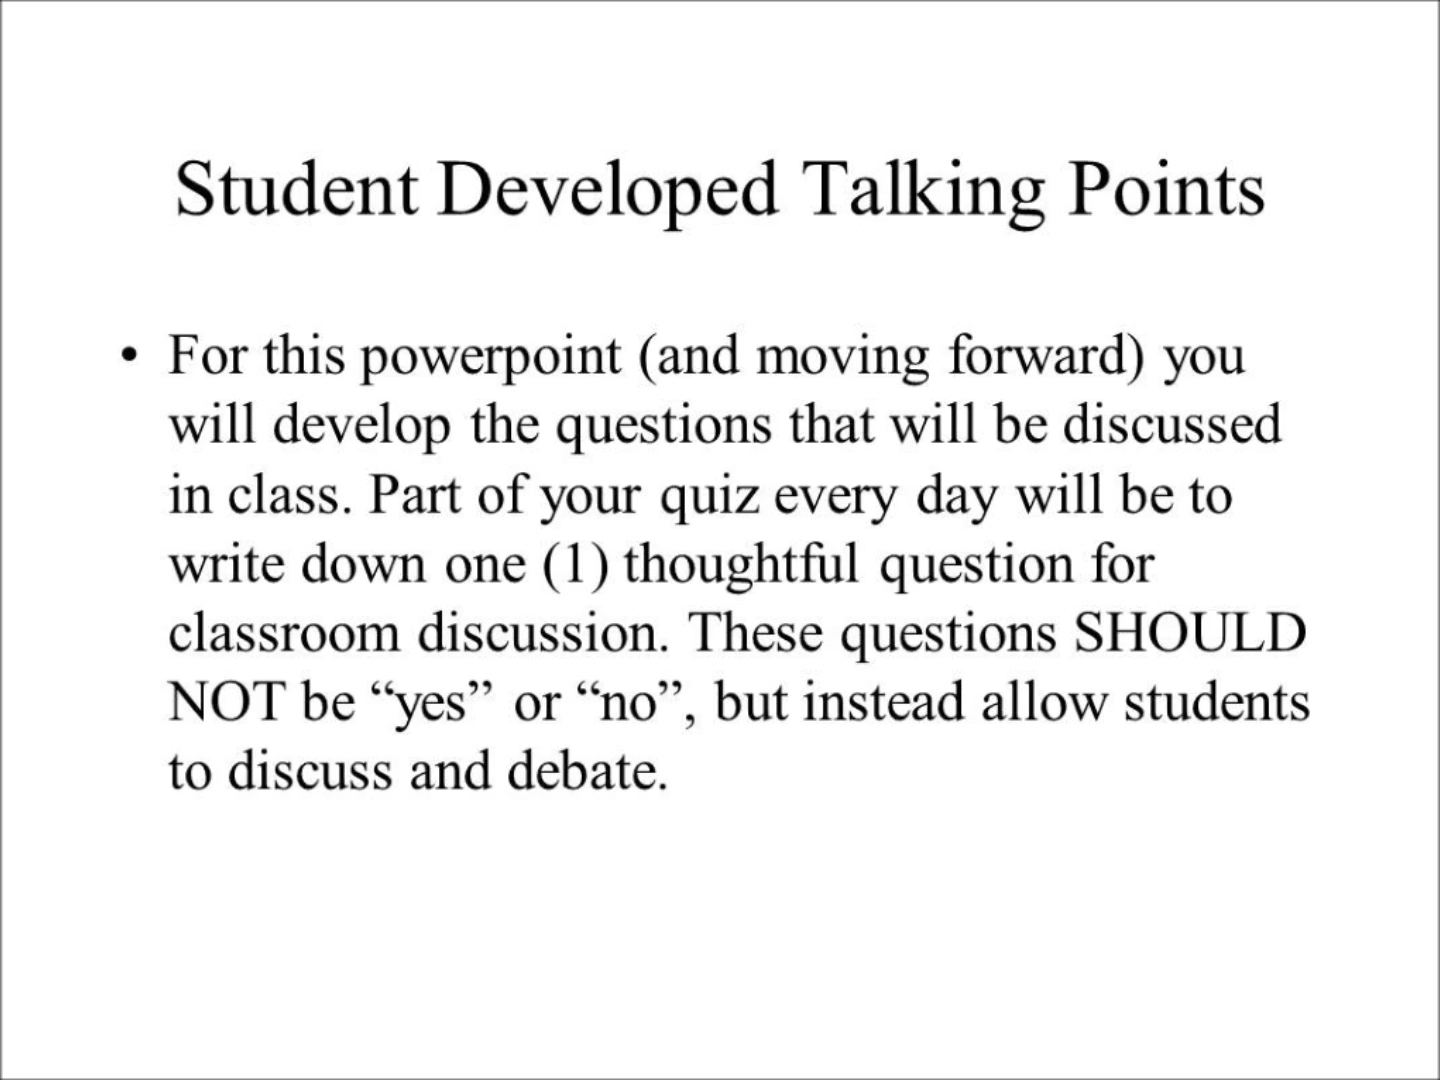 Student Developed Talking Points
• For this powerpoint (and moving forward) you
will develop the questions that will be discussed
in class. Part of your quiz every day will be to
write down one (1) thoughtful question for
classroom discussion. These questions SHOULD
NOT be “yes” or “no”, but instead allow students
to discuss and debate.